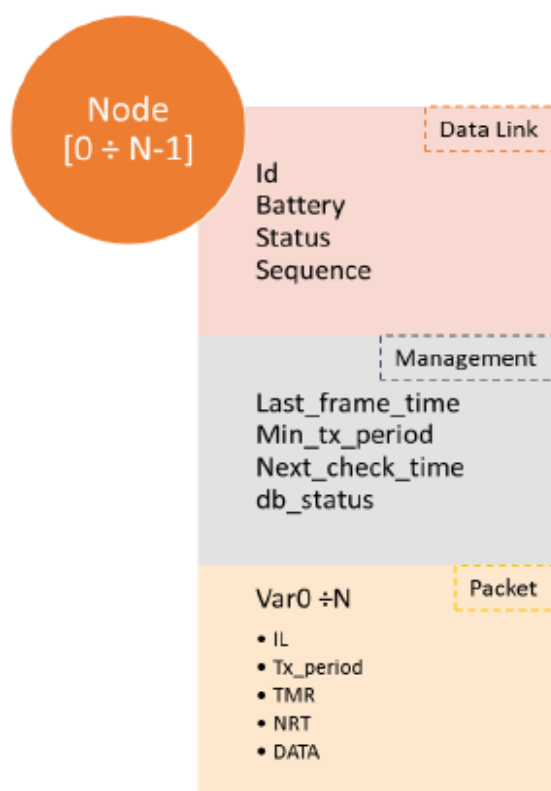 Node
[0 ÷ N-1]
Data Link
Id
Battery
Status
Sequence
Management
Last_frame_time
Min_tx_period
Next_check_time
db_status
Packet
Var0 ÷N
• IL
• Tx_period
• TMR
• NRT
• DATA